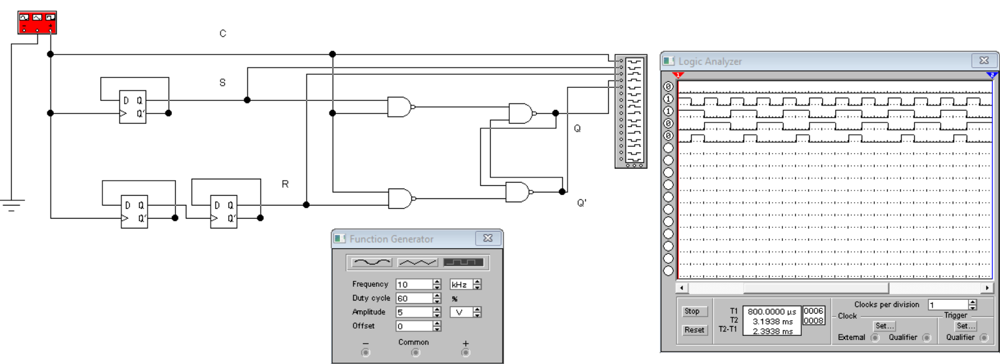 C
S
D Q
Q'
Q
R
D Q
Q'
D Q
Q'
Q'
Function Generator
Frequency 10 kHz
Duty cycle 60 %
Amplitude 5 V
Offset 0
− Common +
Logic Analyzer
1 2
0
1
1
0
0
Stop
Reset
T1 800.0000 µs 0006
T2 3.1938 ms 0008
T2-T1 2.3938 ms
Clocks per division 1
Clock
Set...
External Qualifier
Trigger
Set...
Qualifier